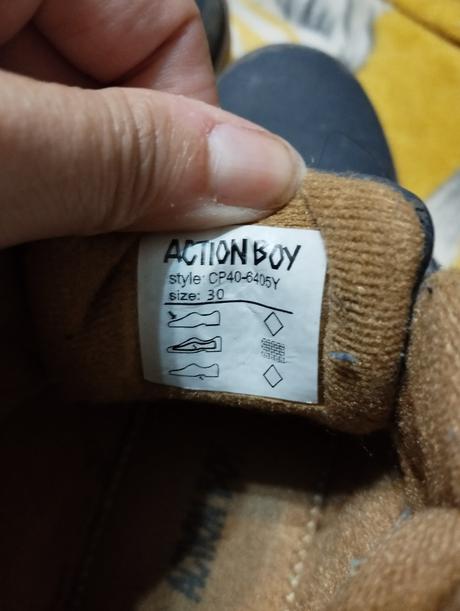 ACTION BOY
style: CP40-6405Y
size: 30